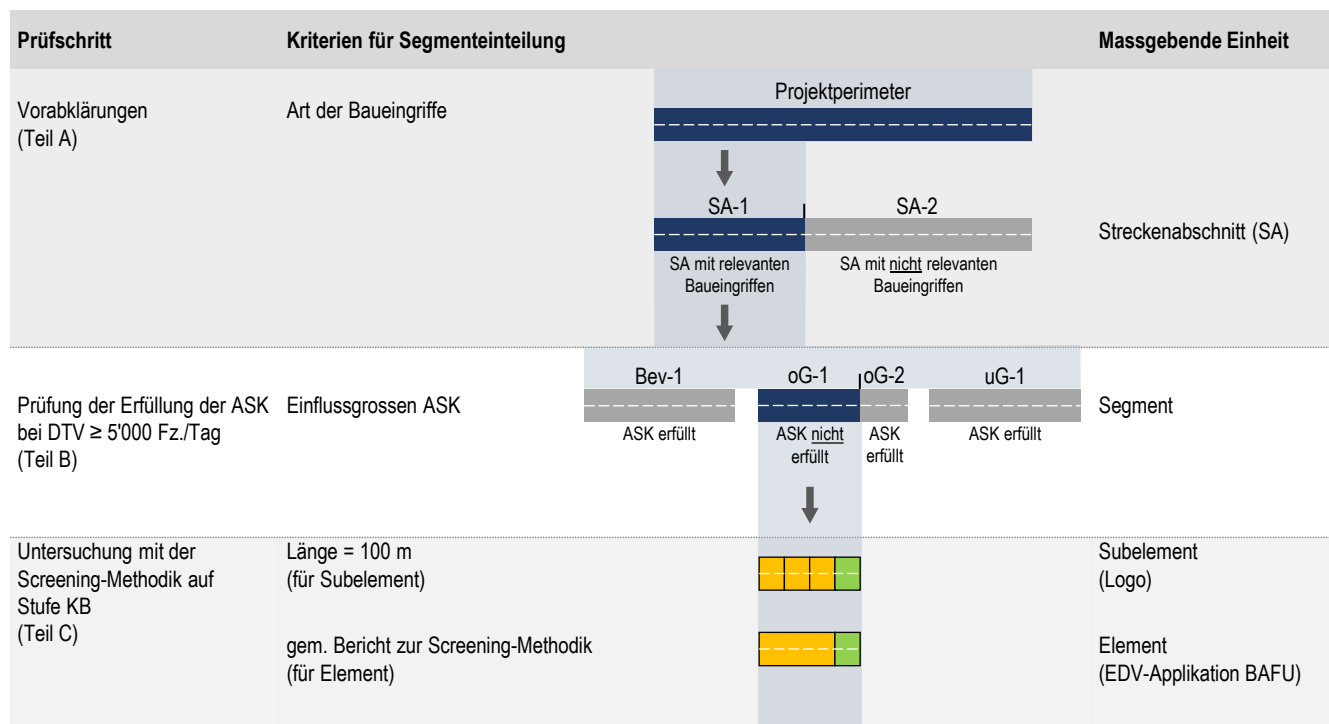 Prüfschritt Kriterien für Segmenteinteilung Massgebende Einheit
Projektperimeter
Vorabklärungen
(Teil A)
Art der Baueingriffe
SA-1 SA-2
Streckenabschnitt (SA)
SA mit relevanten
Baueingriffen
SA mit nicht relevanten
Baueingriffen
Bev-1 oG-1 oG-2 uG-1
Prüfung der Erfüllung der ASK
bei DTV ≥ 5'000 Fz./Tag
(Teil B)
Einflussgrossen ASK
Segment
ASK erfüllt
ASK nicht
erfüllt
ASK
erfüllt
ASK erfüllt
Untersuchung mit der
Screening-Methodik auf
Stufe KB
(Teil C)
Länge = 100 m
(für Subelement)
Subelement
(Logo)
gem. Bericht zur Screening-Methodik
(für Element)
Element
(EDV-Applikation BAFU)